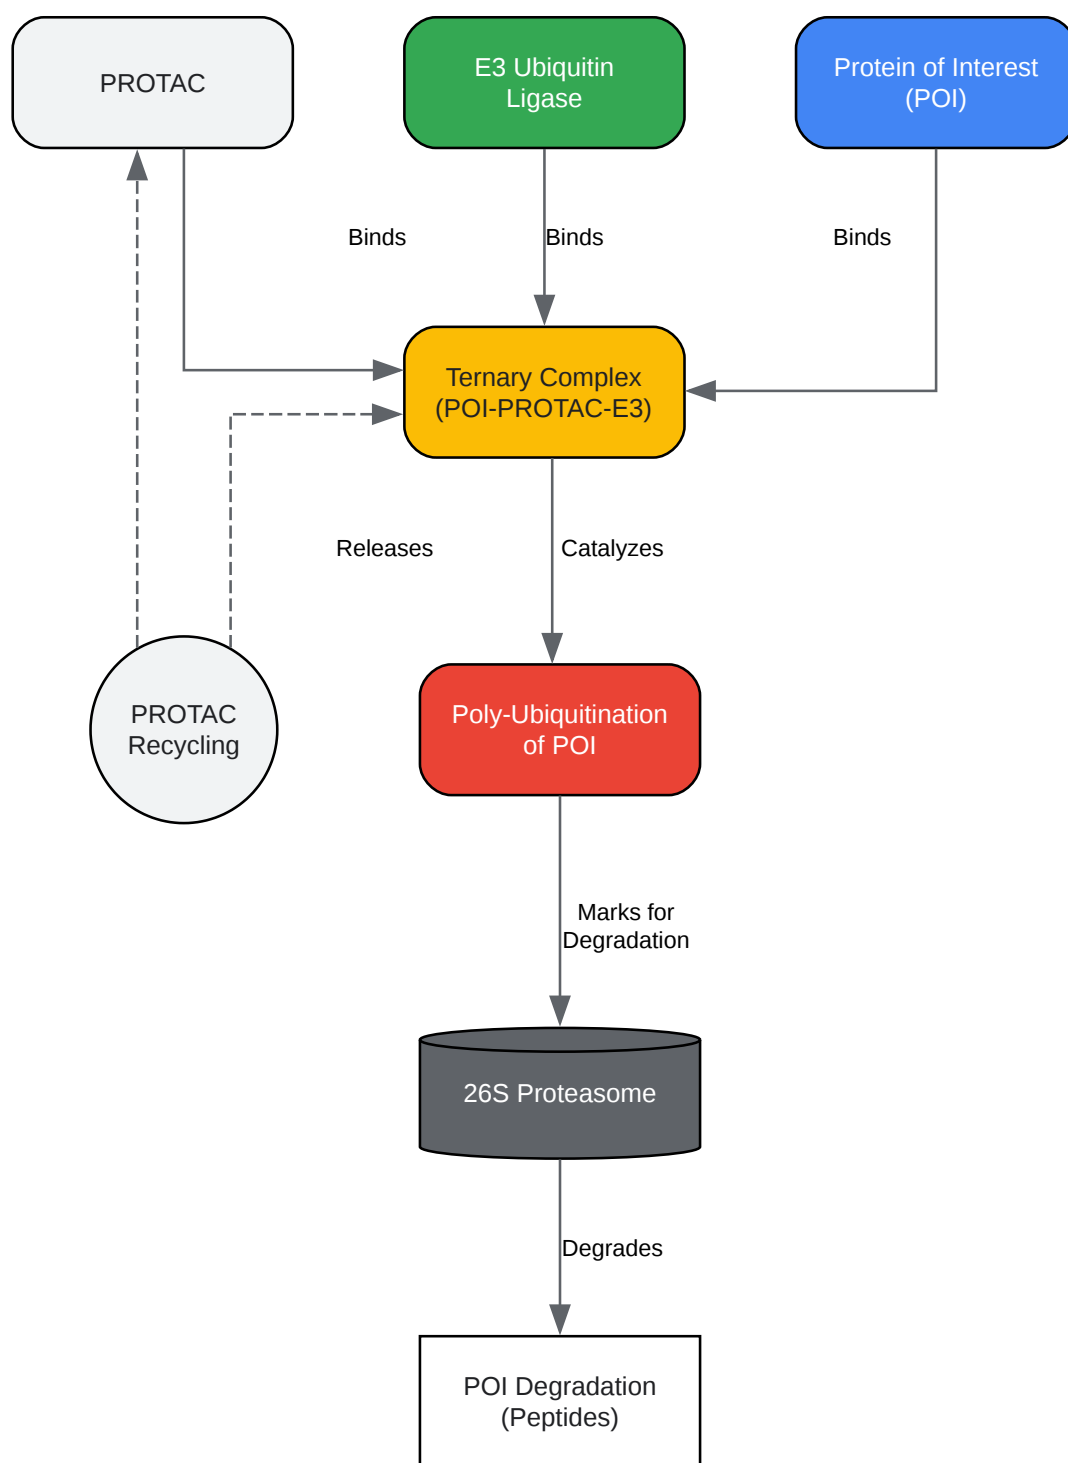 PROTAC
E3 Ubiquitin
Ligase
Protein of Interest
(POI)
Binds
Binds
Binds
Ternary Complex
(POI-PROTAC-E3)
Releases
Catalyzes
PROTAC
Recycling
Poly-Ubiquitination
of POI
Marks for
Degradation
26S Proteasome
Degrades
POI Degradation
(Peptides)